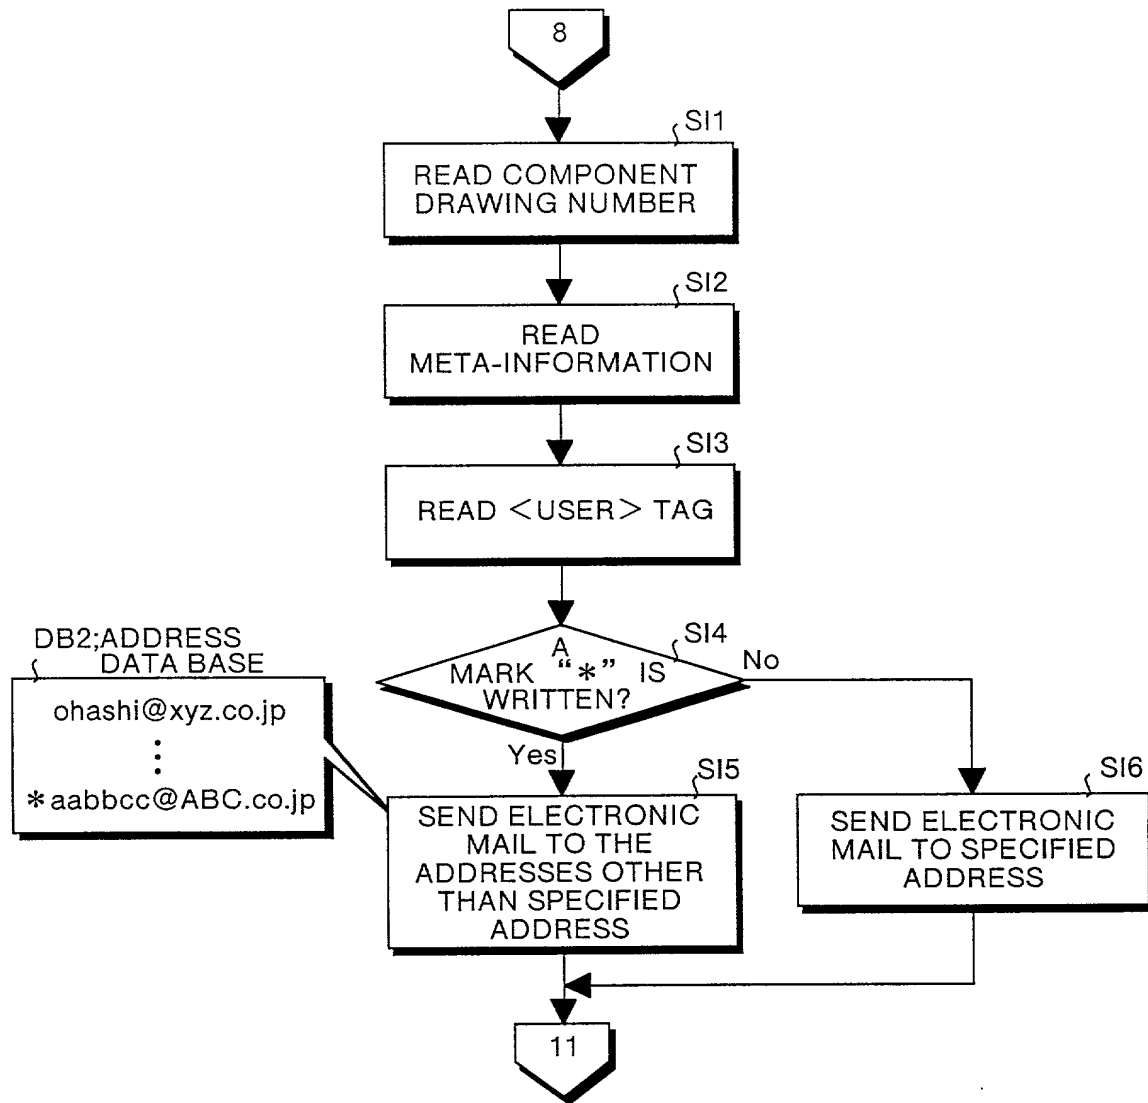 8
SI1
READ COMPONENT
DRAWING NUMBER
SI2
READ
META-INFORMATION
SI3
READ <USER> TAG
SI4
A
MARK “*” IS
WRITTEN?
No
Yes
DB2;ADDRESS
DATA BASE
ohashi@xyz.co.jp
⋮
*aabbcc@ABC.co.jp
SI5
SEND ELECTRONIC
MAIL TO THE
ADDRESSES OTHER
THAN SPECIFIED
ADDRESS
SI6
SEND ELECTRONIC
MAIL TO SPECIFIED
ADDRESS
11